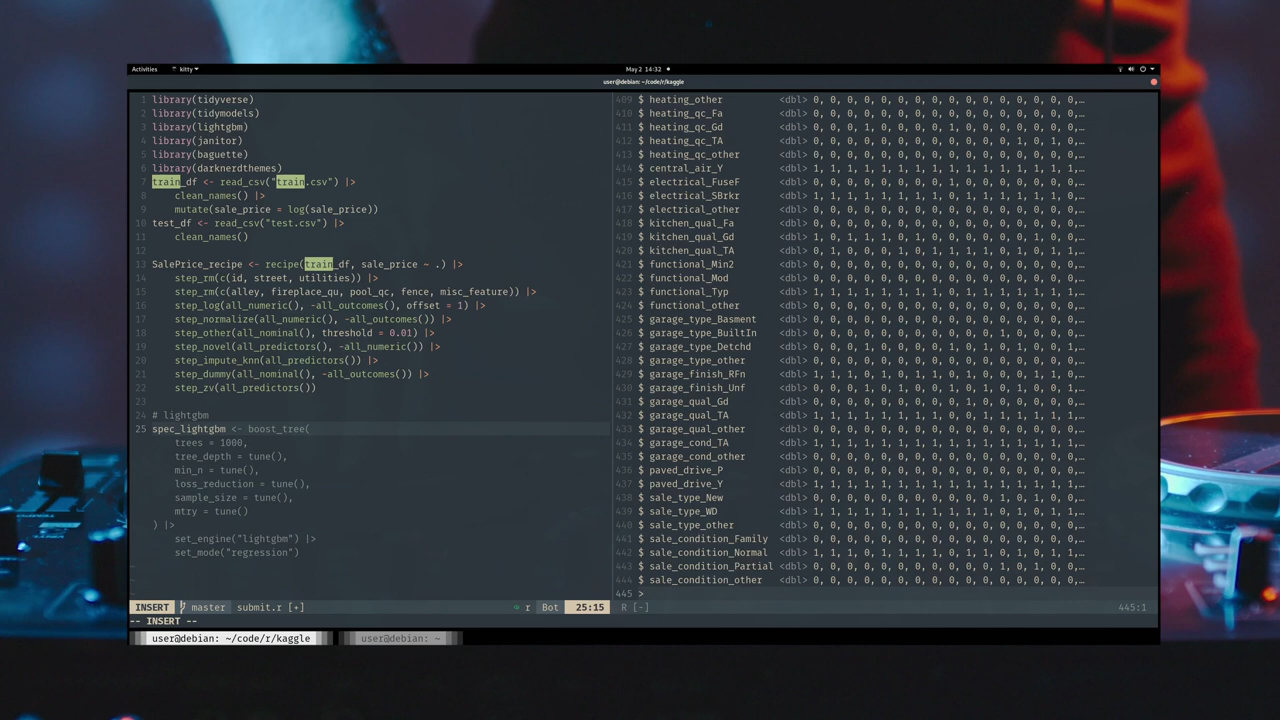 Activities kitty May 2 14:32
user@debian: ~/code/r/kaggle
1 library(tidyverse)
2 library(tidymodels)
3 library(lightgbm)
4 library(janitor)
5 library(baguette)
6 library(darknerdthemes)
7 train_df <- read_csv("train.csv") |>
8 clean_names() |>
9 mutate(sale_price = log(sale_price))
10 test_df <- read_csv("test.csv") |>
11 clean_names()
12
13 SalePrice_recipe <- recipe(train_df, sale_price ~ .) |>
14 step_rm(c(id, street, utilities)) |>
15 step_rm(c(alley, fireplace_qu, pool_qc, fence, misc_feature)) |>
16 step_log(all_numeric(), -all_outcomes(), offset = 1) |>
17 step_normalize(all_numeric(), -all_outcomes()) |>
18 step_other(all_nominal(), threshold = 0.01) |>
19 step_novel(all_predictors(), -all_numeric()) |>
20 step_impute_knn(all_predictors()) |>
21 step_dummy(all_nominal(), -all_outcomes()) |>
22 step_zv(all_predictors())
23
24 # lightgbm
25 spec_lightgbm <- boost_tree(
trees = 1000,
tree_depth = tune(),
min_n = tune(),
loss_reduction = tune(),
sample_size = tune(),
mtry = tune()
) |>
set_engine("lightgbm") |>
set_mode("regression")
~
~
INSERT master submit.r [+] r Bot 25:15
-- INSERT --
409 $ heating_other <dbl> 0, 0, 0, 0, 0, 0, 0, 0, 0, 0, 0, 0, 0, 0, 0, 0,…
410 $ heating_qc_Fa <dbl> 0, 0, 0, 0, 0, 0, 0, 0, 0, 0, 0, 0, 0, 0, 0, 0,…
411 $ heating_qc_Gd <dbl> 0, 0, 0, 1, 0, 0, 0, 0, 1, 0, 0, 0, 0, 0, 0, 0,…
412 $ heating_qc_TA <dbl> 0, 0, 0, 0, 0, 0, 0, 0, 0, 0, 0, 0, 1, 0, 1, 0,…
413 $ heating_qc_other <dbl> 0, 0, 0, 0, 0, 0, 0, 0, 0, 0, 0, 0, 0, 0, 0, 0,…
414 $ central_air_Y <dbl> 1, 1, 1, 1, 1, 1, 1, 1, 1, 1, 1, 1, 1, 1, 1, 1,…
415 $ electrical_FuseF <dbl> 0, 0, 0, 0, 0, 0, 0, 0, 1, 0, 0, 0, 0, 0, 0, 0,…
416 $ electrical_SBrkr <dbl> 1, 1, 1, 1, 1, 1, 1, 1, 0, 1, 1, 1, 1, 1, 1, 1,…
417 $ electrical_other <dbl> 0, 0, 0, 0, 0, 0, 0, 0, 0, 0, 0, 0, 0, 0, 0, 0,…
418 $ kitchen_qual_Fa <dbl> 0, 0, 0, 0, 0, 0, 0, 0, 0, 0, 0, 0, 0, 0, 0, 0,…
419 $ kitchen_qual_Gd <dbl> 1, 0, 1, 1, 1, 0, 1, 0, 0, 0, 0, 0, 0, 1, 0, 0,…
420 $ kitchen_qual_TA <dbl> 0, 1, 0, 0, 0, 1, 0, 1, 1, 1, 1, 0, 1, 0, 1, 1,…
421 $ functional_Min2 <dbl> 0, 0, 0, 0, 0, 0, 0, 0, 0, 0, 0, 0, 0, 0, 0, 0,…
422 $ functional_Mod <dbl> 0, 0, 0, 0, 0, 0, 0, 0, 0, 0, 0, 0, 0, 0, 0, 0,…
423 $ functional_Typ <dbl> 1, 1, 1, 1, 1, 1, 1, 1, 0, 1, 1, 1, 1, 1, 1, 1,…
424 $ functional_other <dbl> 0, 0, 0, 0, 0, 0, 0, 0, 0, 0, 0, 0, 0, 0, 0, 0,…
425 $ garage_type_Basment <dbl> 0, 0, 0, 0, 0, 0, 0, 0, 0, 0, 0, 0, 0, 0, 0, 0,…
426 $ garage_type_BuiltIn <dbl> 0, 0, 0, 0, 0, 0, 0, 0, 0, 0, 0, 1, 0, 0, 0, 0,…
427 $ garage_type_Detchd <dbl> 0, 0, 0, 1, 0, 0, 0, 0, 1, 0, 1, 0, 1, 0, 0, 1,…
428 $ garage_type_other <dbl> 0, 0, 0, 0, 0, 0, 0, 0, 0, 0, 0, 0, 0, 0, 0, 0,…
429 $ garage_finish_RFn <dbl> 1, 1, 1, 0, 1, 0, 1, 1, 0, 1, 0, 0, 0, 1, 1, 0,…
430 $ garage_finish_Unf <dbl> 0, 0, 0, 1, 0, 1, 0, 0, 1, 0, 1, 0, 1, 0, 0, 1,…
431 $ garage_qual_Gd <dbl> 0, 0, 0, 0, 0, 0, 0, 0, 0, 1, 0, 0, 0, 0, 0, 0,…
432 $ garage_qual_TA <dbl> 1, 1, 1, 1, 1, 1, 1, 1, 0, 0, 1, 1, 1, 1, 1, 1,…
433 $ garage_qual_other <dbl> 0, 0, 0, 0, 0, 0, 0, 0, 0, 0, 0, 0, 0, 0, 0, 0,…
434 $ garage_cond_TA <dbl> 1, 1, 1, 1, 1, 1, 1, 1, 1, 1, 1, 1, 1, 1, 1, 1,…
435 $ garage_cond_other <dbl> 0, 0, 0, 0, 0, 0, 0, 0, 0, 0, 0, 0, 0, 0, 0, 0,…
436 $ paved_drive_P <dbl> 0, 0, 0, 0, 0, 0, 0, 0, 0, 0, 0, 0, 0, 0, 0, 0,…
437 $ paved_drive_Y <dbl> 1, 1, 1, 1, 1, 1, 1, 1, 1, 1, 1, 1, 1, 1, 1, 1,…
438 $ sale_type_New <dbl> 0, 0, 0, 0, 0, 0, 0, 0, 0, 0, 0, 1, 0, 1, 0, 0,…
439 $ sale_type_WD <dbl> 1, 1, 1, 1, 1, 1, 1, 1, 1, 1, 1, 0, 1, 0, 1, 1,…
440 $ sale_type_other <dbl> 0, 0, 0, 0, 0, 0, 0, 0, 0, 0, 0, 0, 0, 0, 0, 0,…
441 $ sale_condition_Family <dbl> 0, 0, 0, 0, 0, 0, 0, 0, 0, 0, 0, 0, 0, 0, 0, 0,…
442 $ sale_condition_Normal <dbl> 1, 1, 1, 0, 1, 1, 1, 1, 0, 1, 1, 0, 1, 0, 1, 1,…
443 $ sale_condition_Partial <dbl> 0, 0, 0, 0, 0, 0, 0, 0, 0, 0, 0, 1, 0, 1, 0, 0,…
444 $ sale_condition_other <dbl> 0, 0, 0, 0, 0, 0, 0, 0, 0, 0, 0, 0, 0, 0, 0, 0,…
445 >
R [-] 445:1
user@debian: ~/code/r/kaggle user@debian: ~